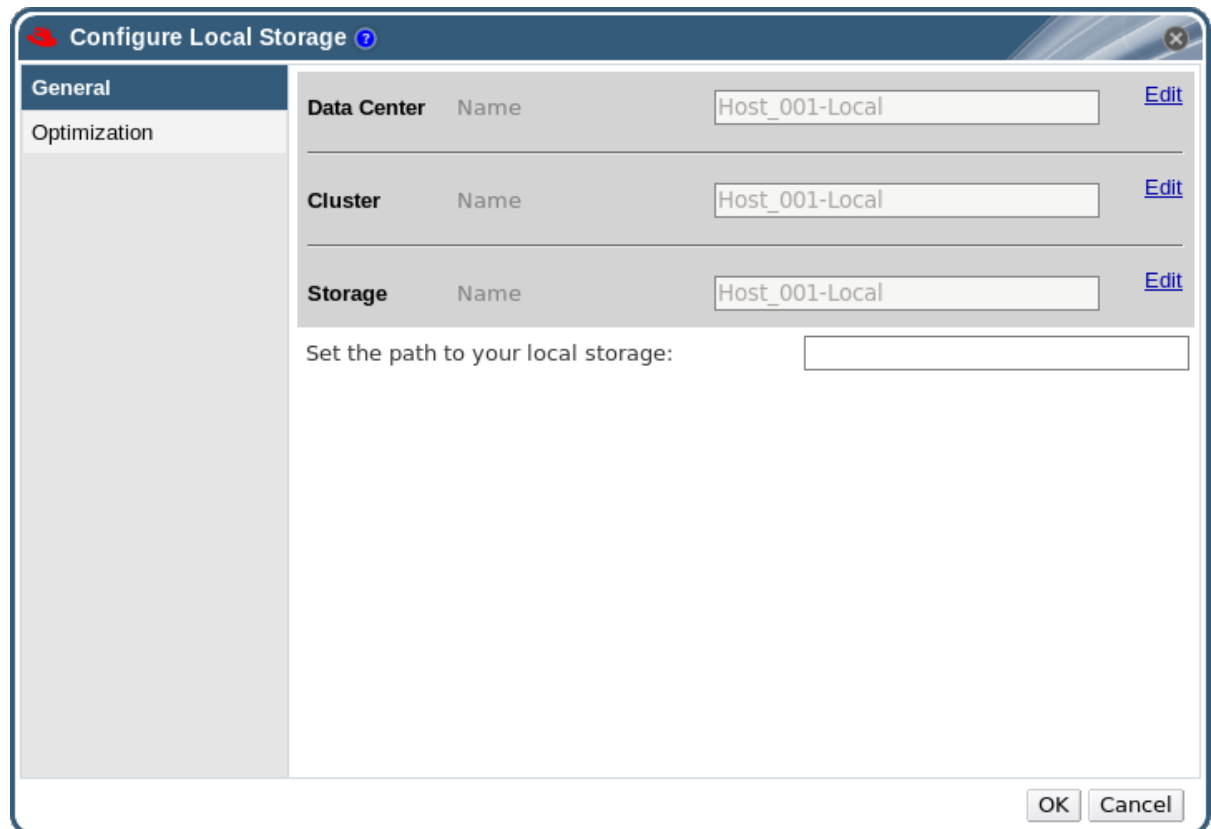 Configure Local Storage ?
General
Optimization
Data Center Name Host_001-Local Edit
Cluster Name Host_001-Local Edit
Storage Name Host_001-Local Edit
Set the path to your local storage:
OK Cancel